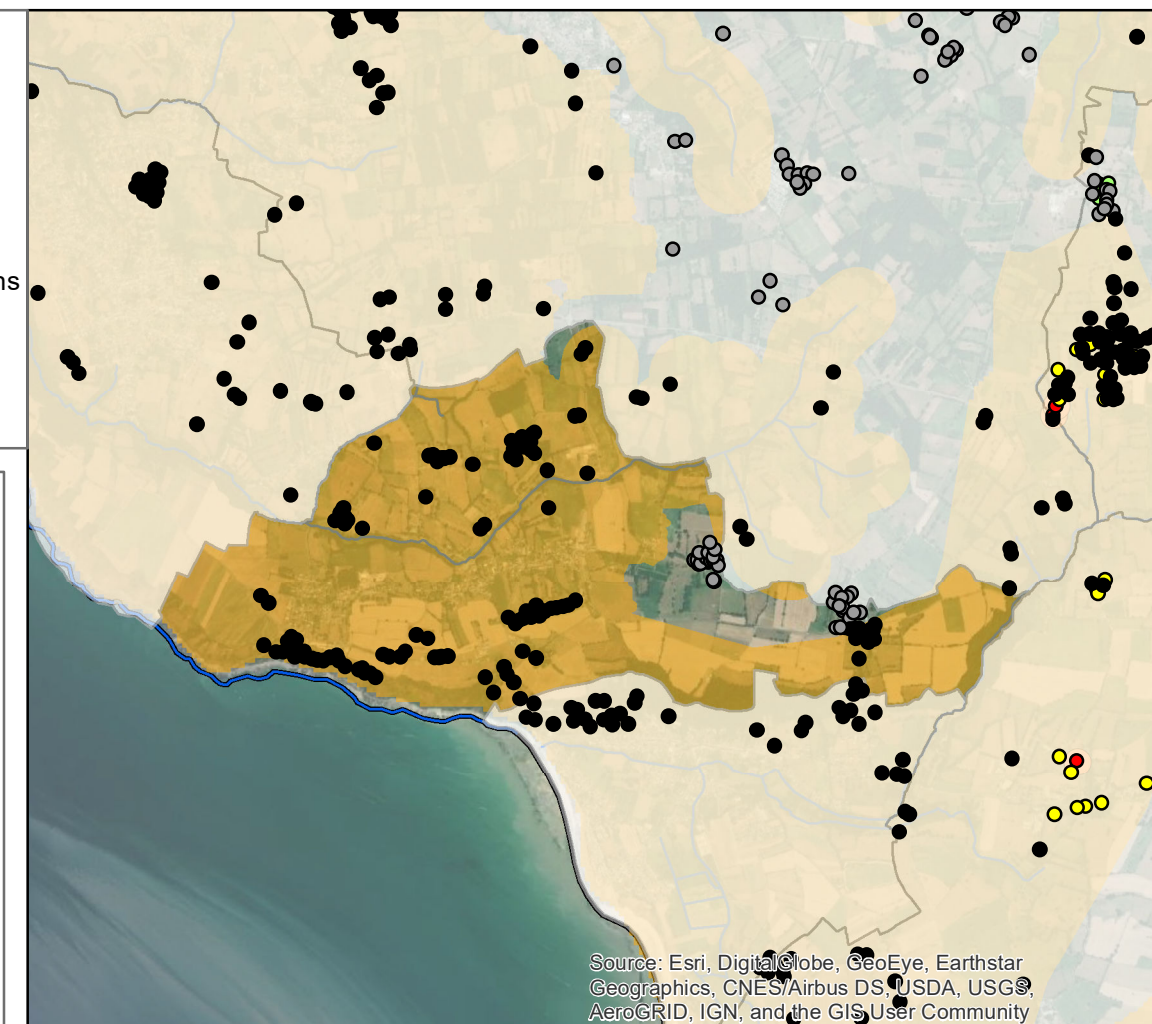 ns
Source: Esri, DigitalGlobe, GeoEye, Earthstar
Geographics, CNES/Airbus DS, USDA, USGS,
AeroGRID, IGN, and the GIS User Community